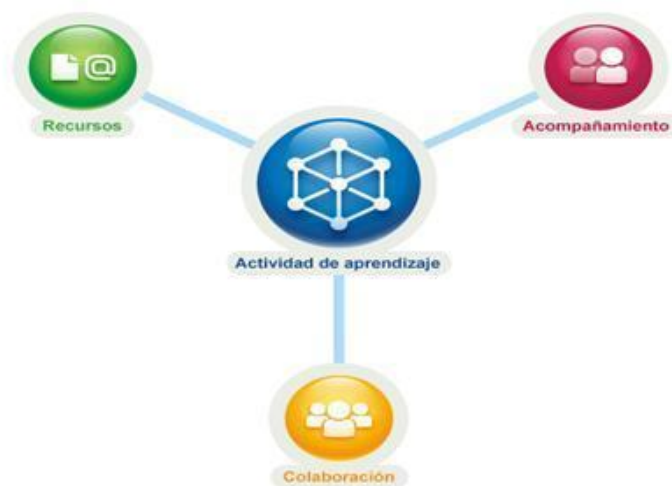 Recursos
Acompañamiento
Actividad de aprendizaje
Colaboración